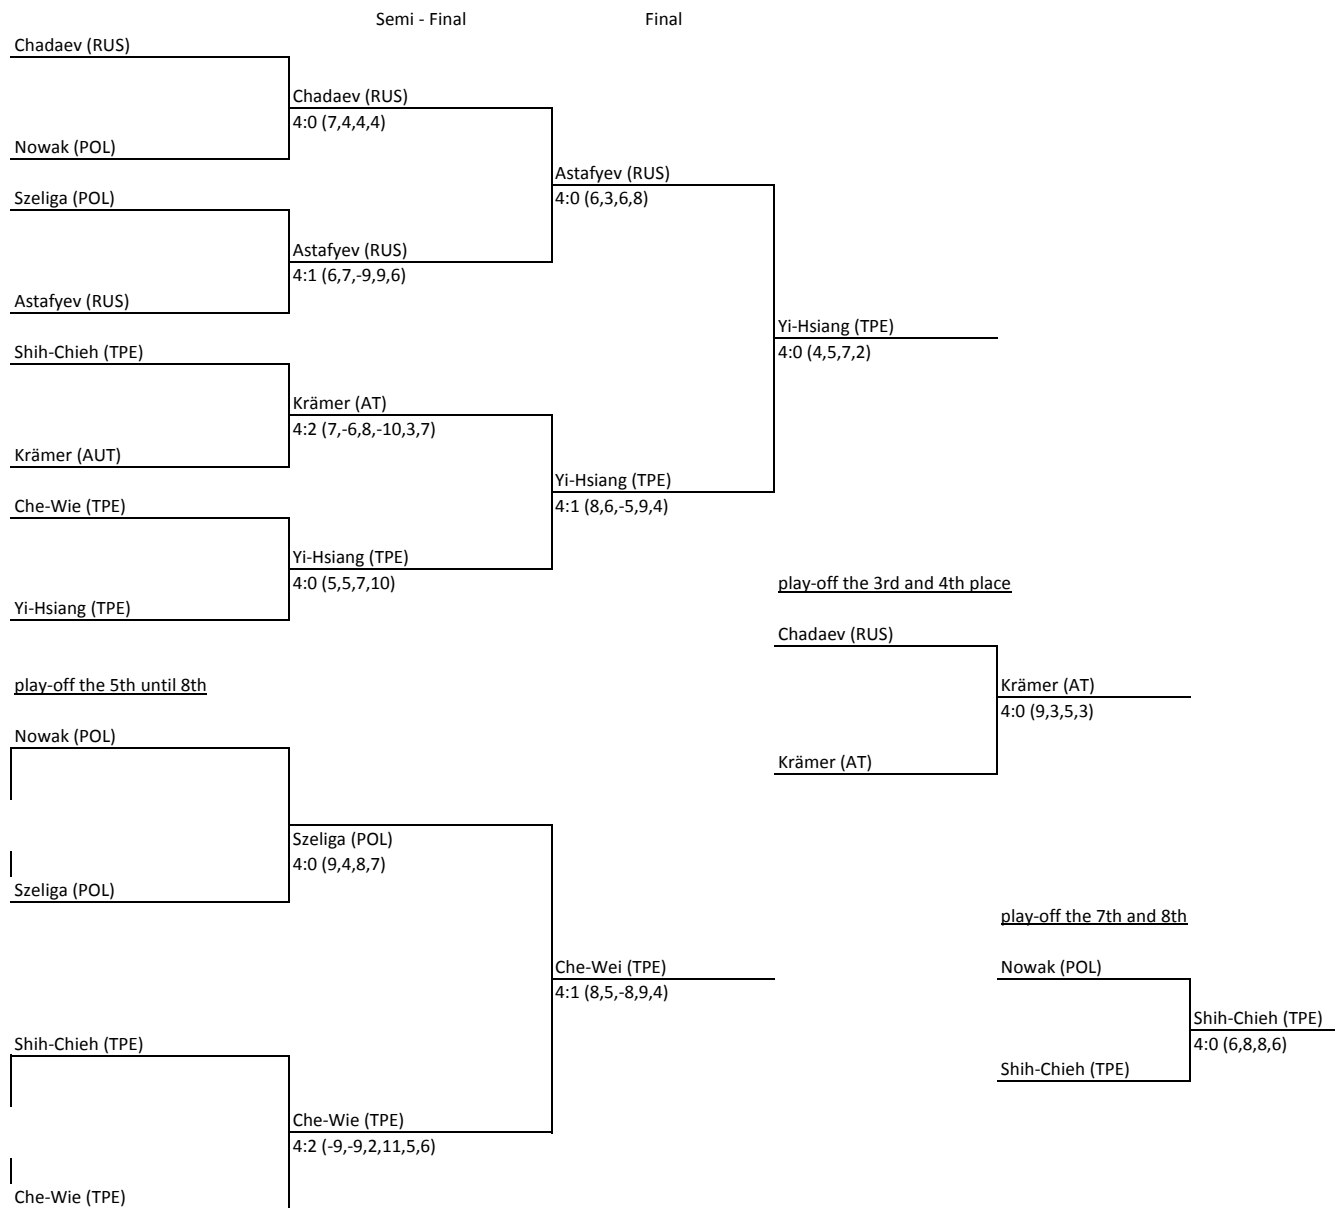 Semi - Final Final
Chadaev (RUS)
Chadaev (RUS)
4:0 (7,4,4,4)
Nowak (POL)
Astafyev (RUS)
Szeliga (POL)
4:0 (6,3,6,8)
Astafyev (RUS)
4:1 (6,7,-9,9,6)
Astafyev (RUS)
Yi-Hsiang (TPE)
Shih-Chieh (TPE)
4:0 (4,5,7,2)
Krämer (AT)
4:2 (7,-6,8,-10,3,7)
Krämer (AUT)
Yi-Hsiang (TPE)
Che-Wie (TPE)
4:1 (8,6,-5,9,4)
Yi-Hsiang (TPE)
4:0 (5,5,7,10)
play-off the 3rd and 4th place
Yi-Hsiang (TPE)
Chadaev (RUS)
play-off the 5th until 8th
Krämer (AT)
4:0 (9,3,5,3)
Nowak (POL)
Krämer (AT)
Szeliga (POL)
4:0 (9,4,8,7)
Szeliga (POL)
play-off the 7th and 8th
Che-Wei (TPE)
Nowak (POL)
4:1 (8,5,-8,9,4)
Shih-Chieh (TPE)
Shih-Chieh (TPE)
4:0 (6,8,8,6)
Shih-Chieh (TPE)
Che-Wie (TPE)
4:2 (-9,-9,2,11,5,6)
Che-Wie (TPE)